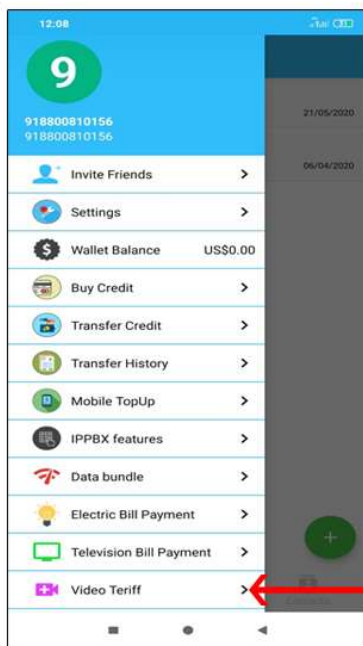 12:08
9
918800810156
918800810156
21/05/2020
06/04/2020
Invite Friends
Settings
Wallet Balance US$0.00
Buy Credit
Transfer Credit
Transfer History
Mobile TopUp
IPPBX features
Data bundle
Electric Bill Payment
Television Bill Payment
Video Teriff
Contacts